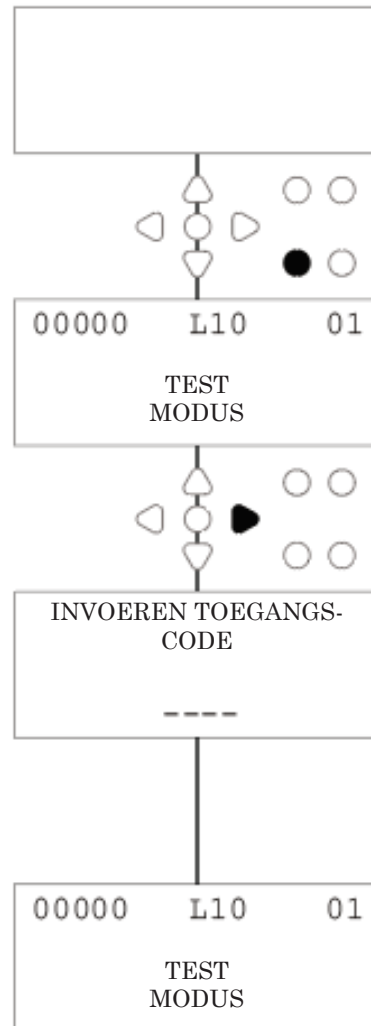 00000 L10 01
TEST
MODUS
INVOEREN TOEGANGS-
CODE
----
00000 L10 01
TEST
MODUS